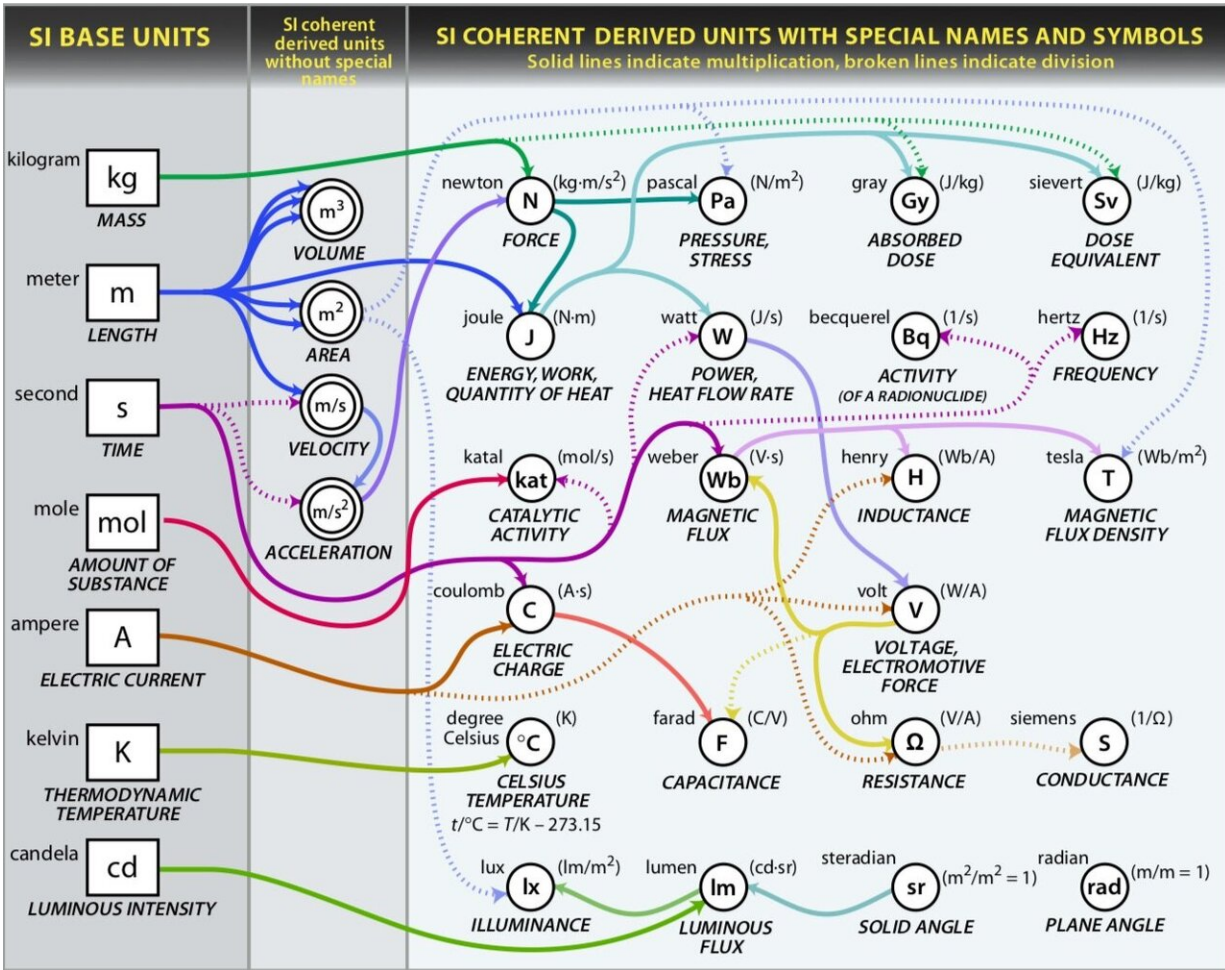 SI BASE UNITS
SI coherent
derived units
without special
names
SI COHERENT DERIVED UNITS WITH SPECIAL NAMES AND SYMBOLS
Solid lines indicate multiplication, broken lines indicate division
kilogram
kg
MASS
meter
m
LENGTH
second
s
TIME
mole
mol
AMOUNT OF
SUBSTANCE
ampere
A
ELECTRIC CURRENT
kelvin
K
THERMODYNAMIC
TEMPERATURE
candela
cd
LUMINOUS INTENSITY
m³
VOLUME
m²
AREA
m/s
VELOCITY
m/s²
ACCELERATION
newton
N
(kg·m/s²)
FORCE
pascal
Pa
(N/m²)
PRESSURE,
STRESS
gray
Gy
(J/kg)
ABSORBED
DOSE
sievert
Sv
(J/kg)
DOSE
EQUIVALENT
joule
J
(N·m)
ENERGY, WORK,
QUANTITY OF HEAT
watt
W
(J/s)
POWER,
HEAT FLOW RATE
becquerel
Bq
(1/s)
ACTIVITY
(OF A RADIONUCLIDE)
hertz
Hz
(1/s)
FREQUENCY
katal
kat
(mol/s)
CATALYTIC
ACTIVITY
weber
Wb
(V·s)
MAGNETIC
FLUX
henry
H
(Wb/A)
INDUCTANCE
tesla
T
(Wb/m²)
MAGNETIC
FLUX DENSITY
coulomb
C
(A·s)
ELECTRIC
CHARGE
volt
V
(W/A)
VOLTAGE,
ELECTROMOTIVE
FORCE
degree
Celsius
°C
(K)
CELSIUS
TEMPERATURE
t/°C = T/K – 273.15
farad
F
(C/V)
CAPACITANCE
ohm
Ω
(V/A)
RESISTANCE
siemens
S
(1/Ω)
CONDUCTANCE
lux
lx
(lm/m²)
ILLUMINANCE
lumen
lm
(cd·sr)
LUMINOUS
FLUX
steradian
sr
(m²/m² = 1)
SOLID ANGLE
radian
rad
(m/m = 1)
PLANE ANGLE